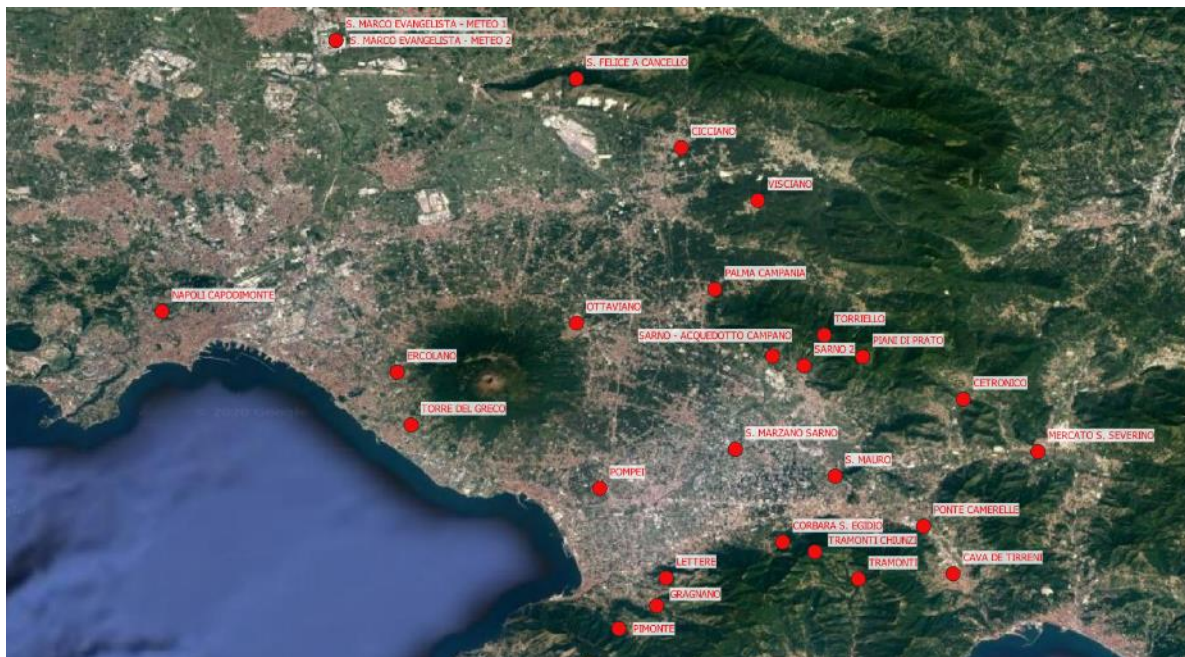 S. MARCO EVANGELISTA - METEO 1
S. MARCO EVANGELISTA - METEO 2
S. FELICE A CANCELLO
CICCIANO
VISCIANO
PALMA CAMPANIA
NAPOLI CAPODIMONTE
OTTAVIANO
TORRIELLO
SARNO - ACQUEDOTTO CAMPANO
PIANI DI PRATO
SARNO 2
ERCOLANO
CETRONICO
TORRE DEL GRECO
S. MARZANO SARNO
MERCATO S. SEVERINO
S. MAURO
POMPEI
PONTE CAMERELLE
CORBARA S. EGIDIO
TRAMONTI CHIUNZI
CAVA DE TIRRENI
LETTERE
TRAMONTI
GRAGNANO
PIMONTE